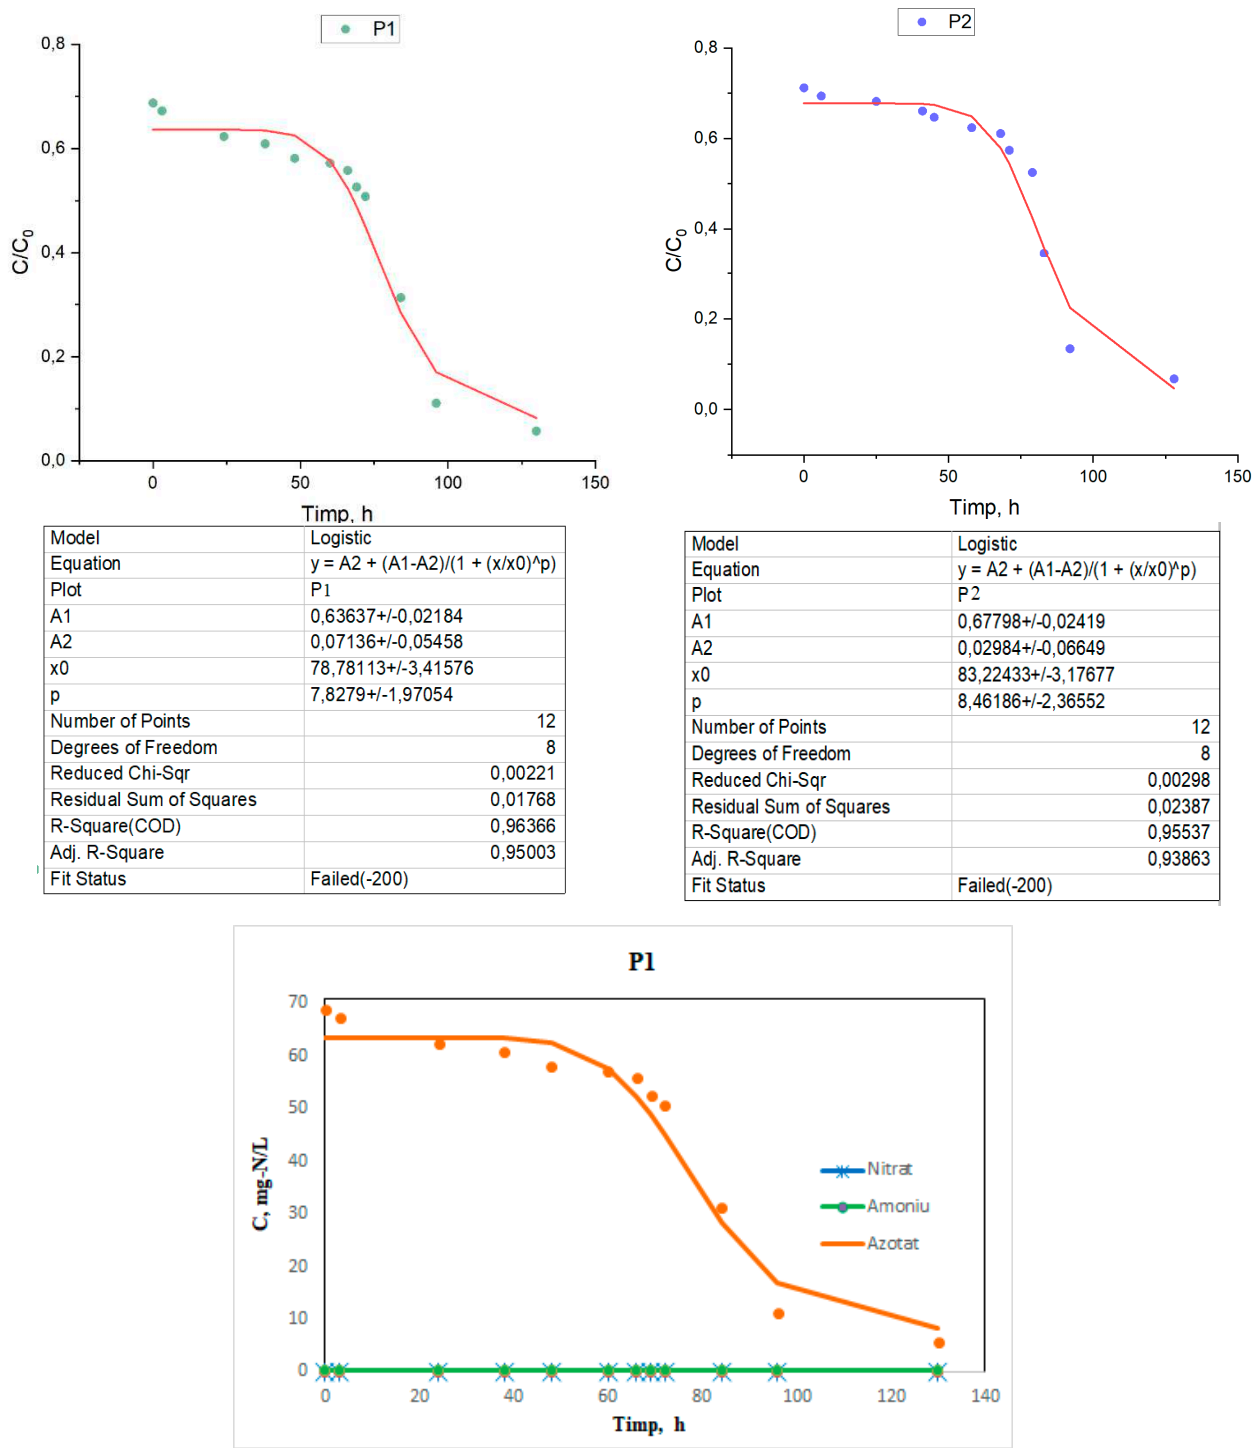 P1
0,8
0,6
0,4
0,2
0,0
C/C0
0 50 100 150
Timp, h
P2
0,8
0,6
0,4
0,2
0,0
C/C0
0 50 100 150
Timp, h
Model Logistic
Equation y = A2 + (A1-A2)/(1 + (x/x0)^p)
Plot P1
A1 0,63637+/-0,02184
A2 0,07136+/-0,05458
x0 78,78113+/-3,41576
p 7,8279+/-1,97054
Number of Points 12
Degrees of Freedom 8
Reduced Chi-Sqr 0,00221
Residual Sum of Squares 0,01768
R-Square(COD) 0,96366
Adj. R-Square 0,95003
Fit Status Failed(-200)
Model Logistic
Equation y = A2 + (A1-A2)/(1 + (x/x0)^p)
Plot P2
A1 0,67798+/-0,02419
A2 0,02984+/-0,06649
x0 83,22433+/-3,17677
p 8,46186+/-2,36552
Number of Points 12
Degrees of Freedom 8
Reduced Chi-Sqr 0,00298
Residual Sum of Squares 0,02387
R-Square(COD) 0,95537
Adj. R-Square 0,93863
Fit Status Failed(-200)
P1
70
60
50
40
30
20
10
0
C, mg-N/L
Nitrat
Amoniu
Azotat
0 20 40 60 80 100 120 140
Timp, h